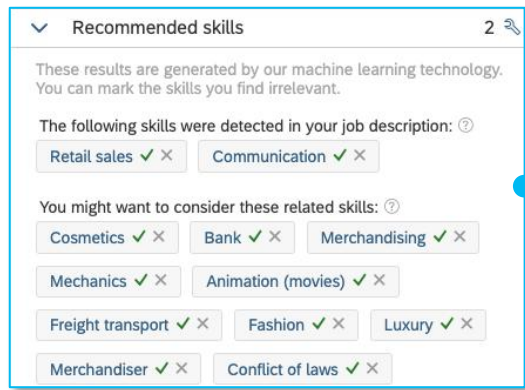 Recommended skills 2
These results are generated by our machine learning technology.
You can mark the skills you find irrelevant.
The following skills were detected in your job description:
Retail sales Communication
You might want to consider these related skills:
Cosmetics Bank Merchandising
Mechanics Animation (movies)
Freight transport Fashion Luxury
Merchandiser Conflict of laws